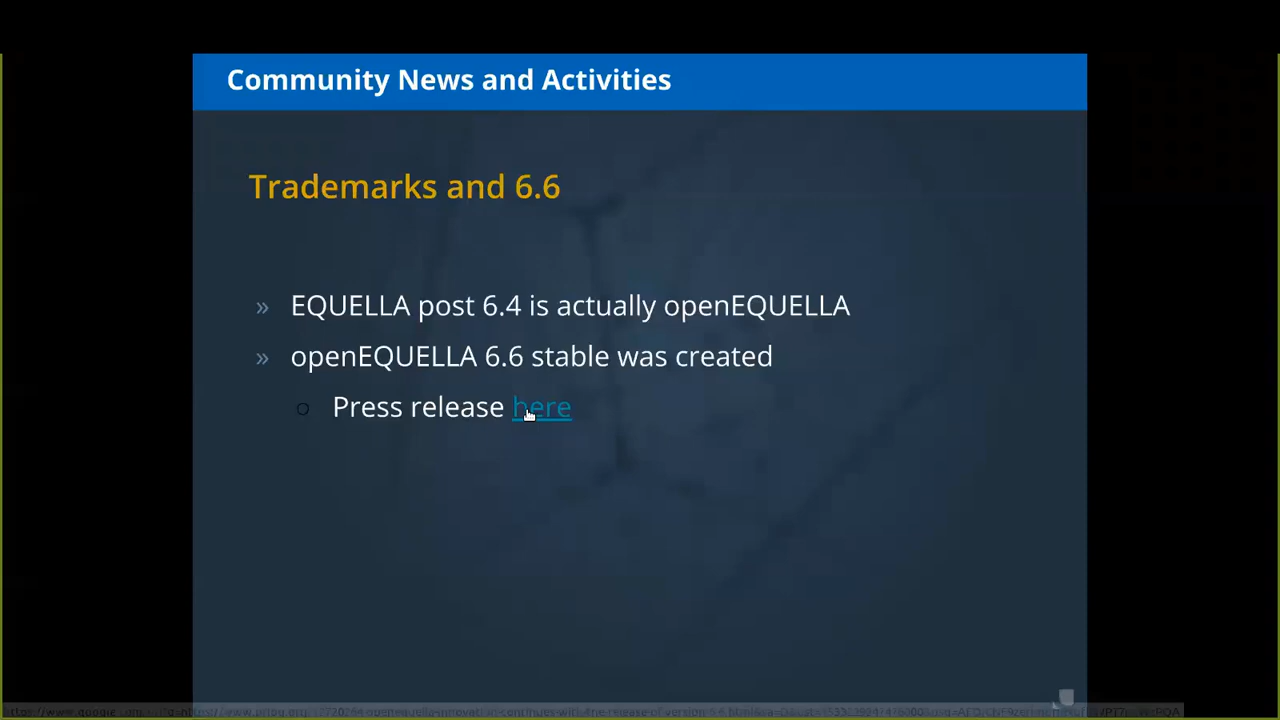 Community News and Activities
Trademarks and 6.6
» EQUELLA post 6.4 is actually openEQUELLA
» openEQUELLA 6.6 stable was created
○ Press release here